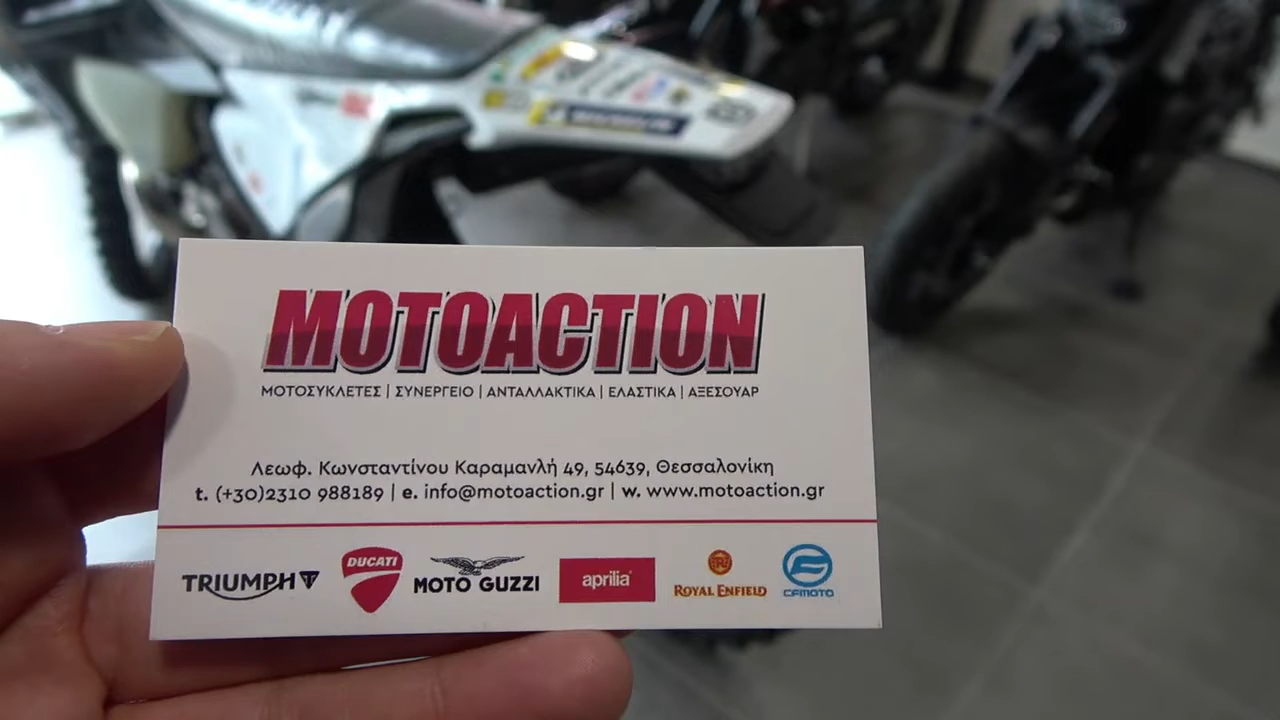 MOTOACTION
ΜΟΤΟΣΥΚΛΕΤΕΣ | ΣΥΝΕΡΓΕΙΟ | ΑΝΤΑΛΛΑΚΤΙΚΑ | ΕΛΑΣΤΙΚΑ | ΑΞΕΣΟΥΑΡ
Λεωφ. Κωνσταντίνου Καραμανλή 49, 54639, Θεσσαλονίκη
t. (+30)2310 988189 | e. info@motoaction.gr | w. www.motoaction.gr
TRIUMPH DUCATI MOTO GUZZI aprilia ROYAL ENFIELD CFMOTO